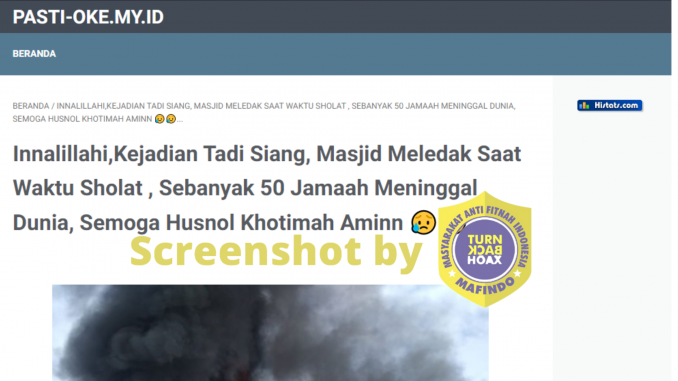 PASTI-OKE.MY.ID
BERANDA
BERANDA / INNALILLAHI,KEJADIAN TADI SIANG, MASJID MELEDAK SAAT WAKTU SHOLAT , SEBANYAK 50 JAMAAH MENINGGAL DUNIA,
SEMOGA HUSNOL KHOTIMAH AMINN 😥😥...
Histats.com
Innalillahi,Kejadian Tadi Siang, Masjid Meledak Saat
Waktu Sholat , Sebanyak 50 Jamaah Meninggal
Dunia, Semoga Husnol Khotimah Aminn 😥
Screenshot by
MASYARAKAT ANTI FITNAH INDONESIA
TURN
BACK
HOAX
MAFINDO